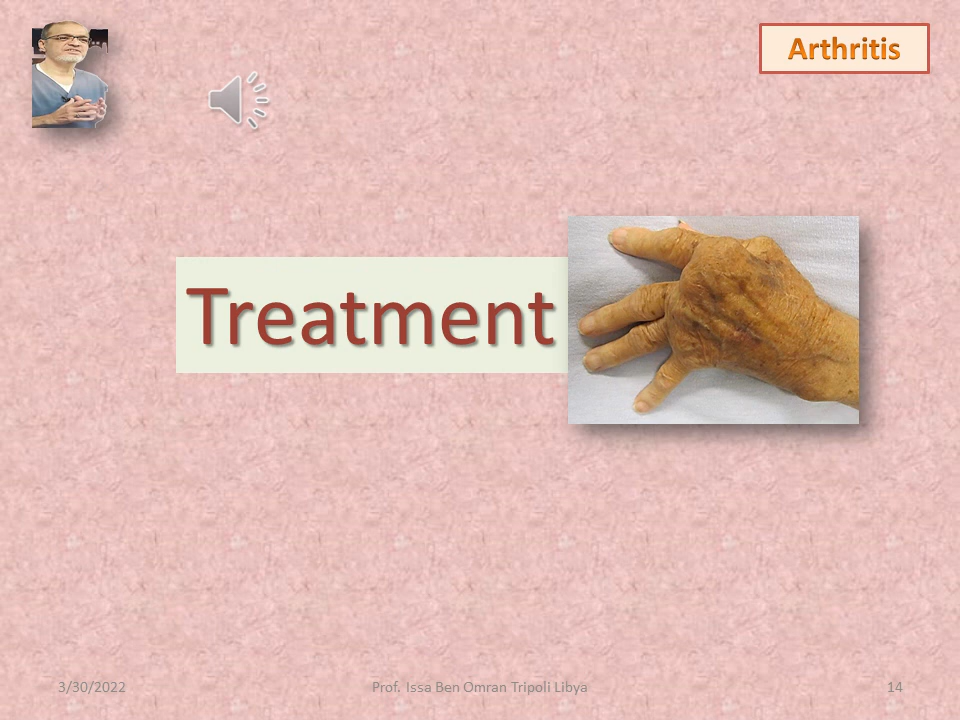 Arthritis
Treatment
3/30/2022
Prof. Issa Ben Omran Tripoli Libya
14